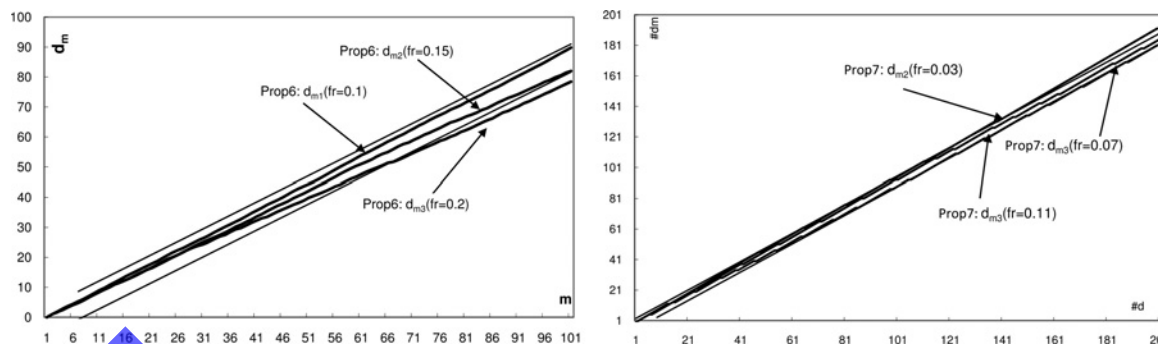 100
90
80
70
60
50
40
30
20
10
0
d_m
Prop6: d_m2(fr=0.15)
Prop6: d_m1(fr=0.1)
Prop6: d_m3(fr=0.2)
m
1 6 11 16 21 26 31 36 41 46 51 56 61 66 71 76 81 86 91 96 101
201
181
161
141
121
101
81
61
41
21
1
#dm
Prop7: d_m2(fr=0.03)
Prop7: d_m3(fr=0.07)
Prop7: d_m3(fr=0.11)
#d
1 21 41 61 81 101 121 141 161 181